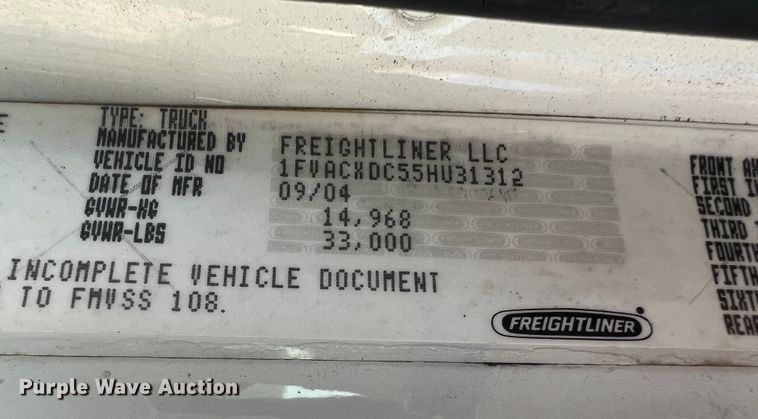 E
TYPE: TRUCK
MANUFACTURED BY FREIGHTLINER LLC
VEHICLE ID NO 1FVACXDC55HU31312
DATE OF MFR 09/04
GVWR-KG 14,968
GVWR-LBS 33,000
INCOMPLETE VEHICLE DOCUMENT
TO FMVSS 108.
FRONT AX
FIRST I
SECOND
THIRD
FOURTH
FIFTH
SIXTH
REAR
FREIGHTLINER
Purple Wave Auction